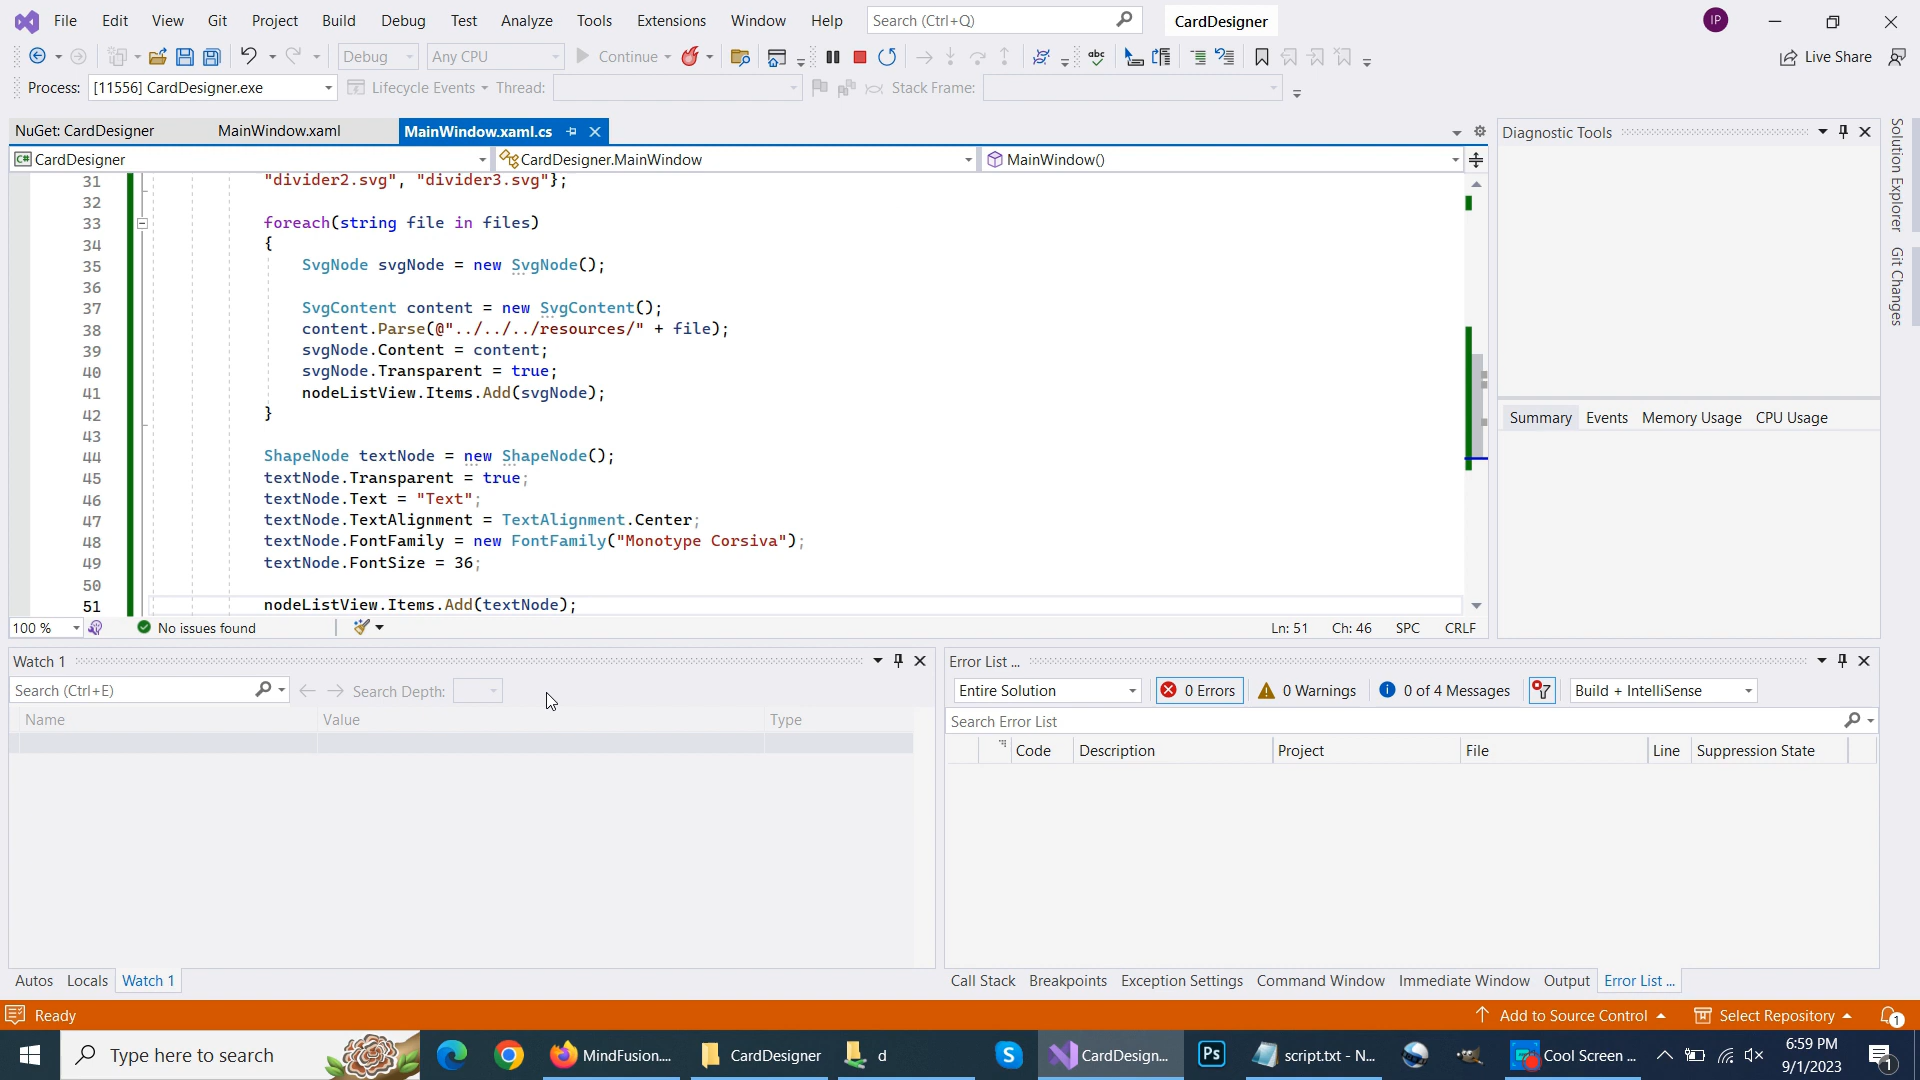 File Edit View Git Project Build Debug Test Analyze Tools Extensions Window Help Search (Ctrl+Q) CardDesigner IP
Debug Any CPU Continue Live Share
Process: [11556] CardDesigner.exe Lifecycle Events Thread: Stack Frame:
NuGet: CardDesigner MainWindow.xaml MainWindow.xaml.cs
CardDesigner CardDesigner.MainWindow MainWindow()
31 "divider2.svg", "divider3.svg"};
32
33 foreach(string file in files)
34 {
35 SvgNode svgNode = new SvgNode();
36
37 SvgContent content = new SvgContent();
38 content.Parse(@"../../../resources/" + file);
39 svgNode.Content = content;
40 svgNode.Transparent = true;
41 nodeListView.Items.Add(svgNode);
42 }
43
44 ShapeNode textNode = new ShapeNode();
45 textNode.Transparent = true;
46 textNode.Text = "Text";
47 textNode.TextAlignment = TextAlignment.Center;
48 textNode.FontFamily = new FontFamily("Monotype Corsiva");
49 textNode.FontSize = 36;
50
51 nodeListView.Items.Add(textNode);
100 % No issues found Ln: 51 Ch: 46 SPC CRLF
Diagnostic Tools
Summary Events Memory Usage CPU Usage
Solution Explorer
Git Changes
Watch 1
Search (Ctrl+E) Search Depth:
Name Value Type
Autos Locals Watch 1
Error List ...
Entire Solution 0 Errors 0 Warnings 0 of 4 Messages Build + IntelliSense
Search Error List
Code Description Project File Line Suppression State
Call Stack Breakpoints Exception Settings Command Window Immediate Window Output Error List ...
Ready Add to Source Control Select Repository 1
Type here to search MindFusion.... CardDesigner d CardDesign... Ps script.txt - N... Cool Screen ... 6:59 PM
9/1/2023 1